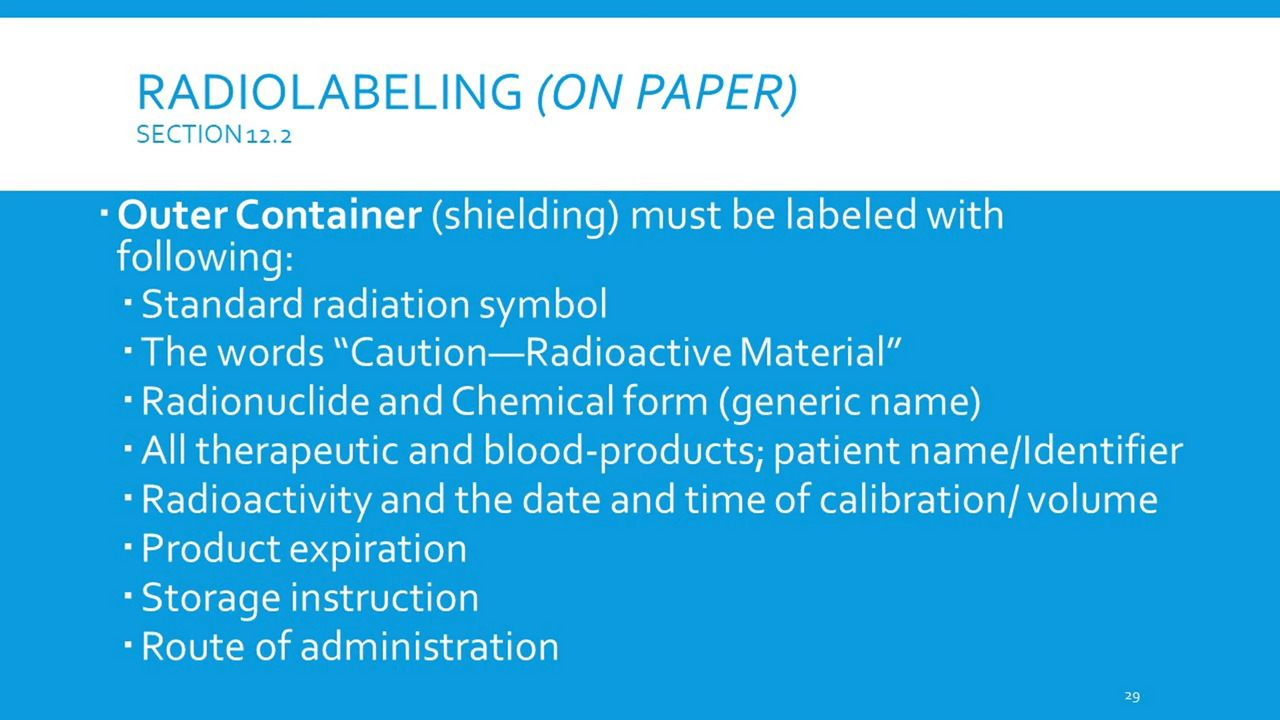 RADIOLABELING (ON PAPER)
SECTION 12.2
▪ Outer Container (shielding) must be labeled with
following:
▪ Standard radiation symbol
▪ The words “Caution—Radioactive Material”
▪ Radionuclide and Chemical form (generic name)
▪ All therapeutic and blood-products; patient name/Identifier
▪ Radioactivity and the date and time of calibration/ volume
▪ Product expiration
▪ Storage instruction
▪ Route of administration
29